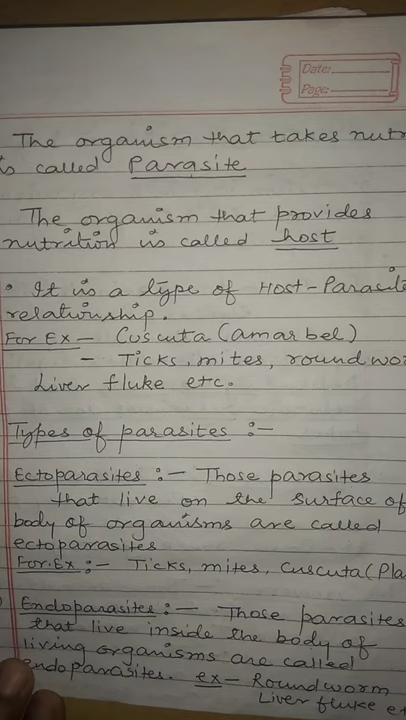 Date:
Page:
The organism that takes nutr
is called Parasite
The organism that provides
nutrition is called host
• It is a type of Host-Parasite
relationship.
For Ex - Cuscuta (amarbel)
- Ticks, mites, roundwo
Liver fluke etc.
Types of parasites :-
Ectoparasites :- Those parasites
that live on the surface of
body of organisms are called
ectoparasites
For.Ex :- Ticks, mites, Cuscuta (Pla
Endoparasites :- Those parasites
that live inside the body of
living organisms are called
endoparasites. ex - Roundworm
Liver fluke et